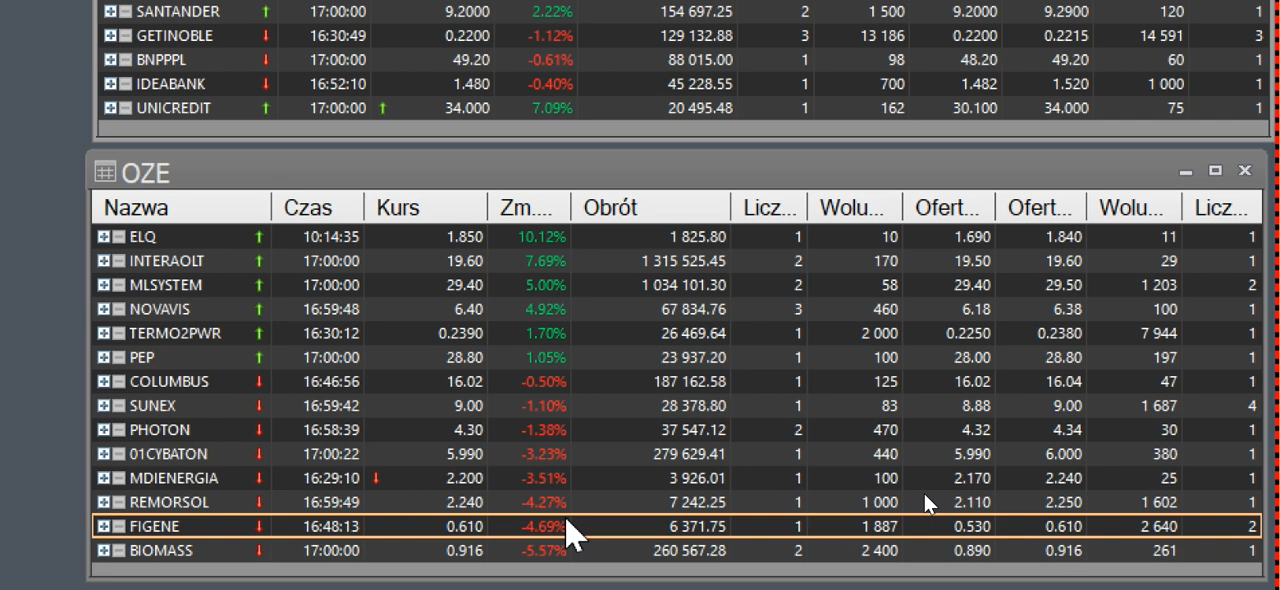 SANTANDER 17:00:00 9.2000 2.22% 154 697.25 2 1 500 9.2000 9.2900 120 1
GETINOBLE 16:30:49 0.2200 -1.12% 129 132.88 3 13 186 0.2200 0.2215 14 591 3
BNPPPL 17:00:00 49.20 -0.61% 88 015.00 1 98 48.20 49.20 60 1
IDEABANK 16:52:10 1.480 -0.40% 45 228.55 1 700 1.482 1.520 1 000 1
UNICREDIT 17:00:00 34.000 7.09% 20 495.48 1 162 30.100 34.000 75 1
OZE
Nazwa Czas Kurs Zm.... Obrót Licz... Wolu... Ofert... Ofert... Wolu... Licz...
ELQ 10:14:35 1.850 10.12% 1 825.80 1 10 1.690 1.840 11 1
INTERAOLT 17:00:00 19.60 7.69% 1 315 525.45 2 170 19.50 19.60 29 1
MLSYSTEM 17:00:00 29.40 5.00% 1 034 101.30 2 58 29.40 29.50 1 203 2
NOVAVIS 16:59:48 6.40 4.92% 67 834.76 3 460 6.18 6.38 100 1
TERMO2PWR 16:30:12 0.2390 1.70% 26 469.64 1 2 000 0.2250 0.2380 7 944 1
PEP 17:00:00 28.80 1.05% 23 937.20 1 100 28.00 28.80 197 1
COLUMBUS 16:46:56 16.02 -0.50% 187 162.58 1 125 16.02 16.04 47 1
SUNEX 16:59:42 9.00 -1.10% 28 378.80 1 83 8.88 9.00 1 687 4
PHOTON 16:58:39 4.30 -1.38% 37 547.12 2 470 4.32 4.34 30 1
01CYBATON 17:00:22 5.990 -3.23% 279 629.41 1 440 5.990 6.000 380 1
MDIENERGIA 16:29:10 2.200 -3.51% 3 926.01 1 100 2.170 2.240 25 1
REMORSOL 16:59:49 2.240 -4.27% 7 242.25 1 1 000 2.110 2.250 1 602 1
FIGENE 16:48:13 0.610 -4.69% 6 371.75 1 1 887 0.530 0.610 2 640 2
BIOMASS 17:00:00 0.916 -5.57% 260 567.28 2 2 400 0.890 0.916 261 1